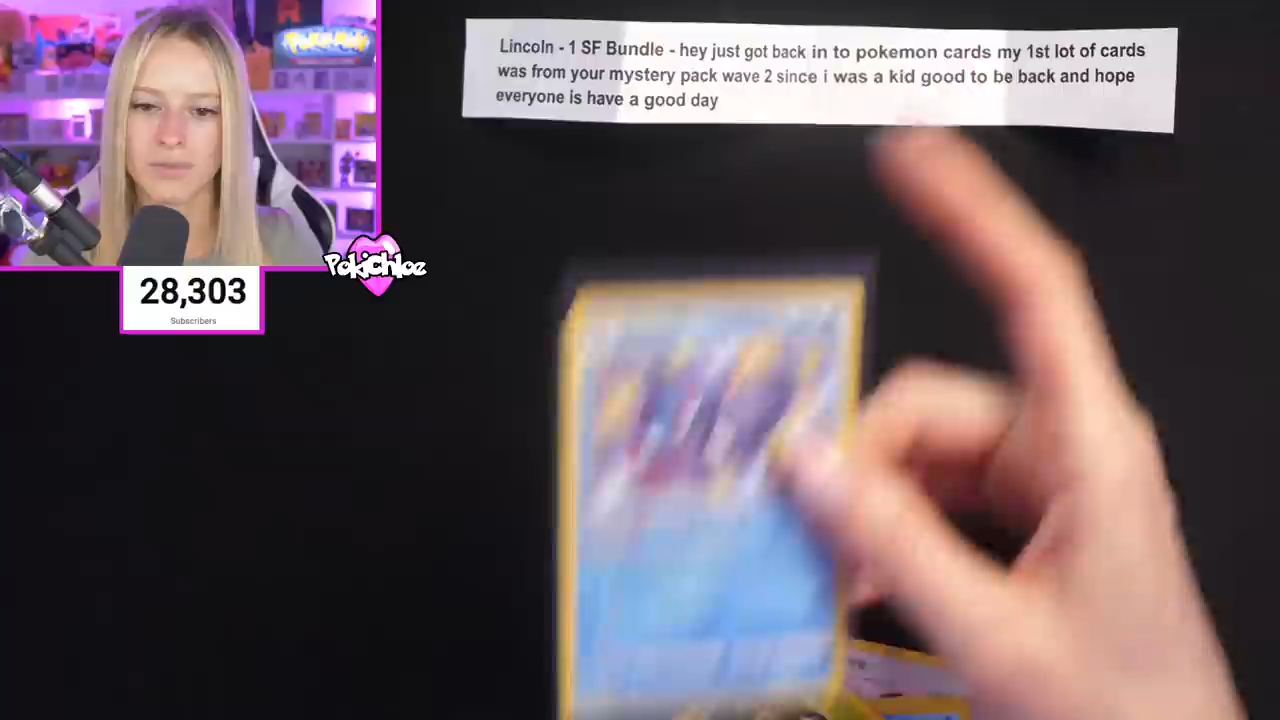 Lincoln - 1 SF Bundle - hey just got back in to pokemon cards my 1st lot of cards
was from your mystery pack wave 2 since i was a kid good to be back and hope
everyone is have a good day
PokiChloe
28,303
Subscribers